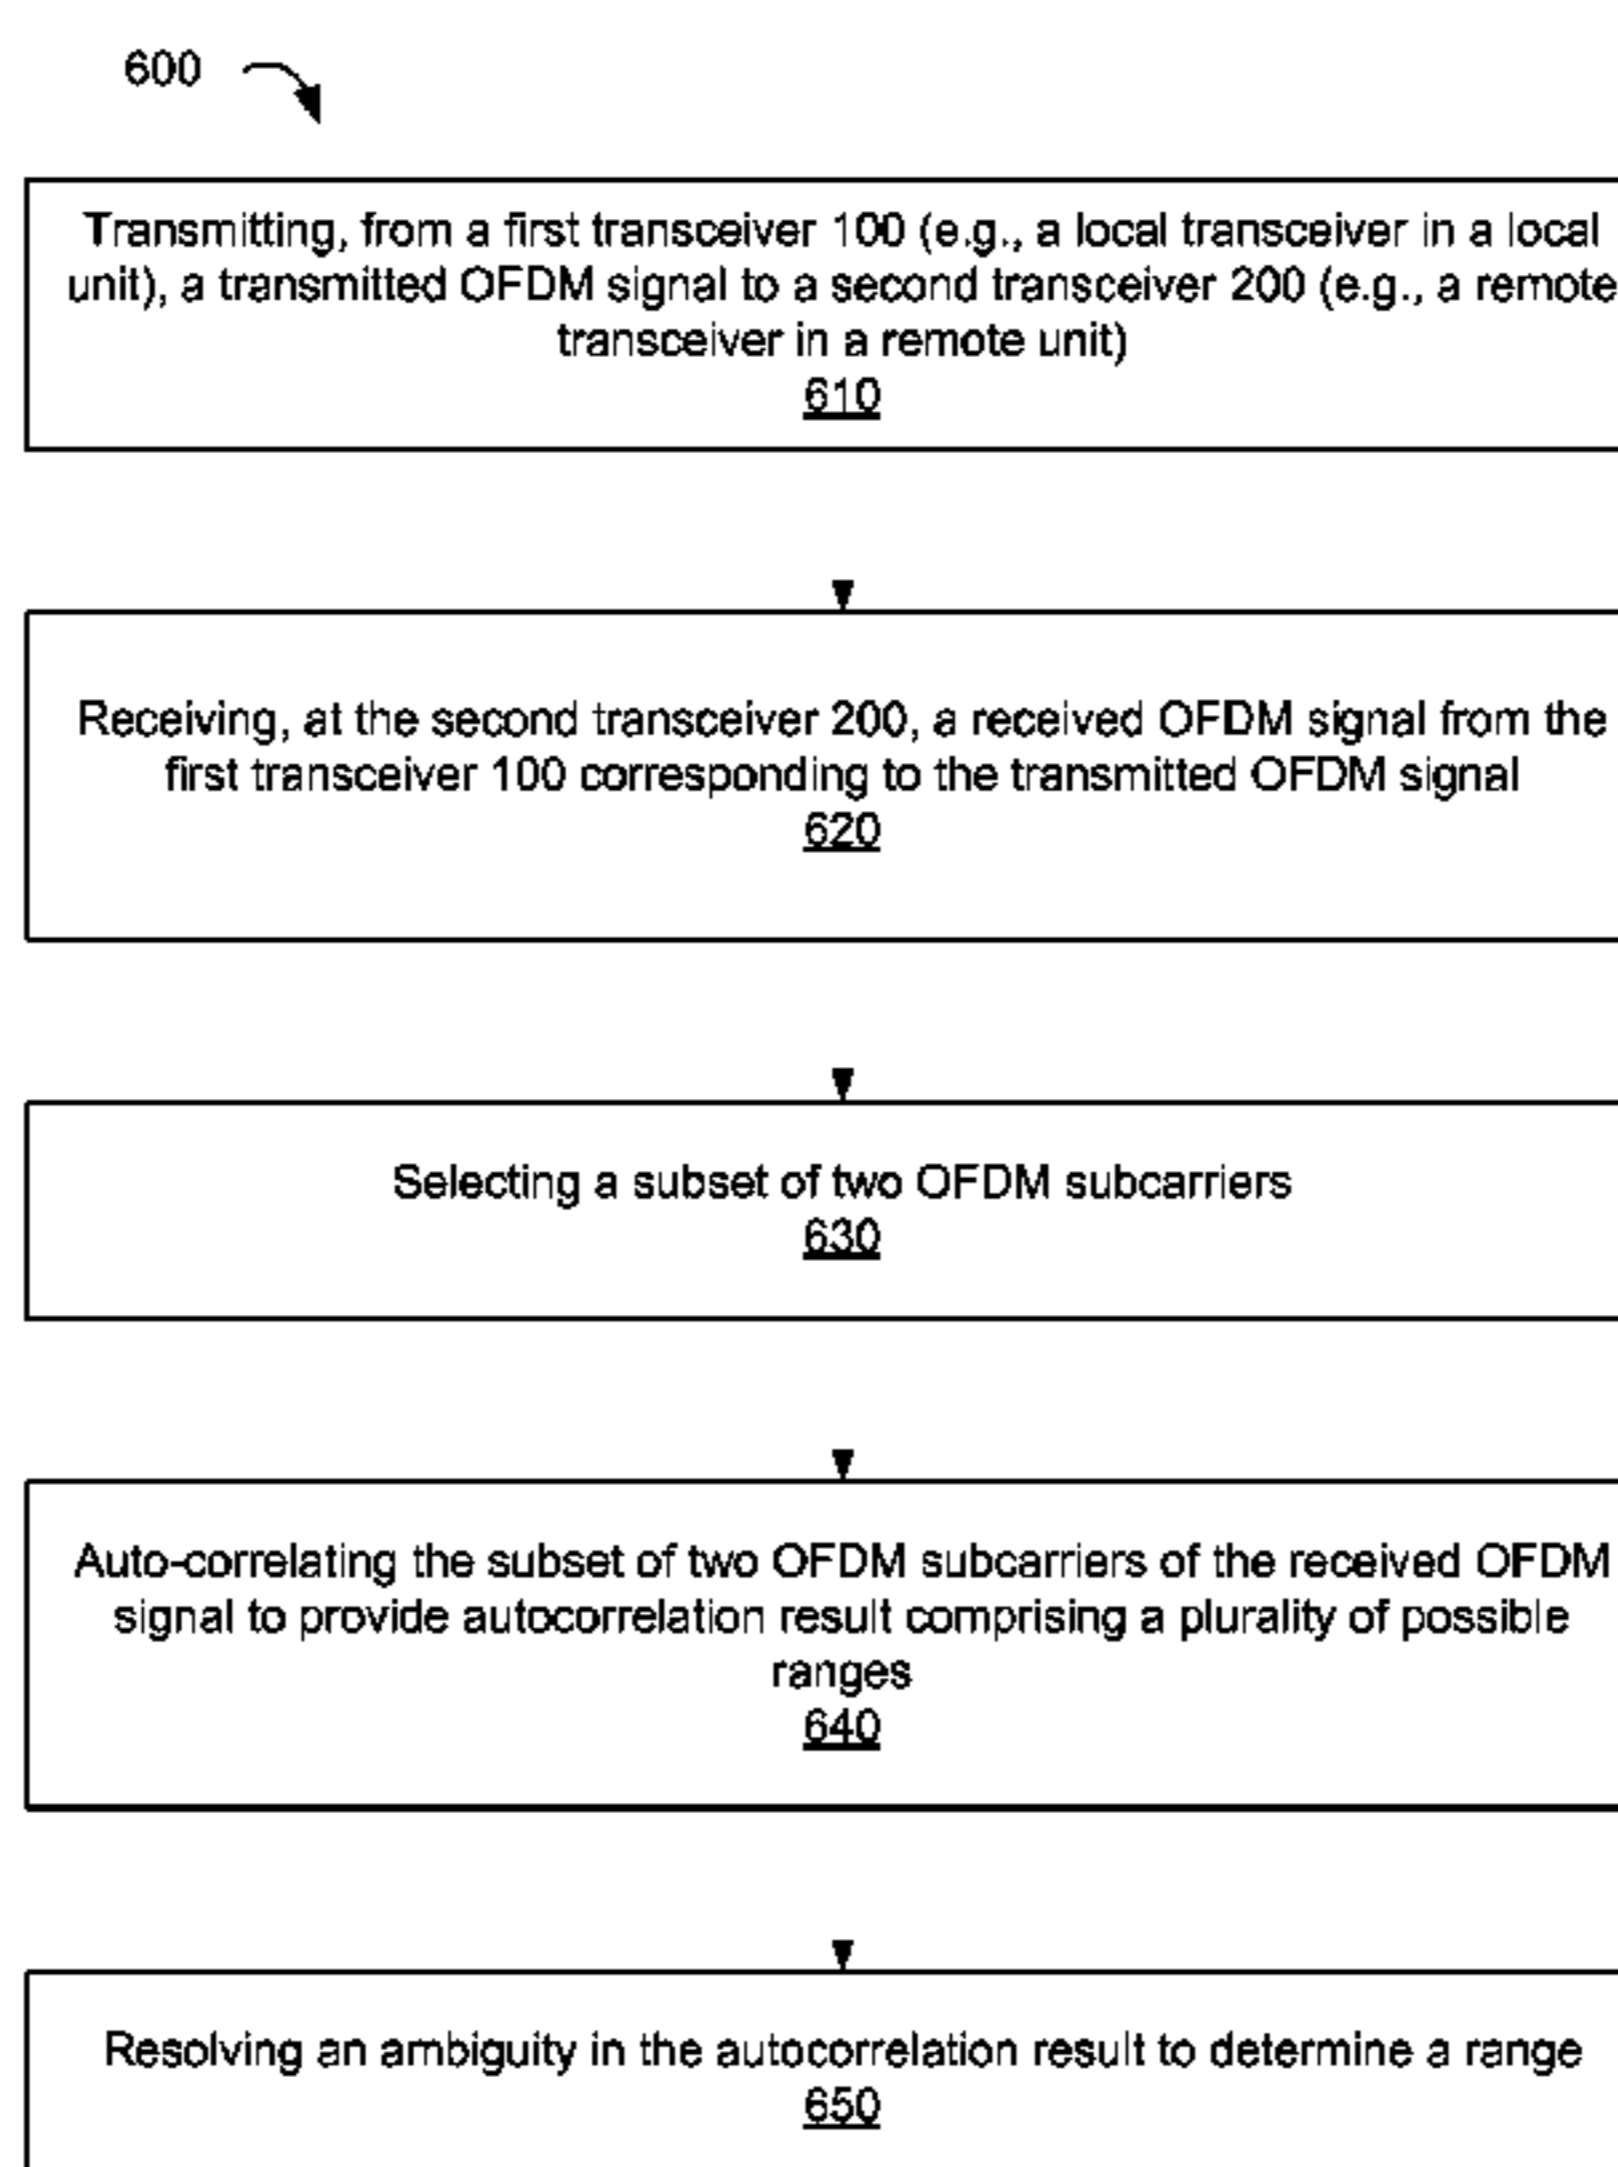 600
Transmitting, from a first transceiver 100 (e.g., a local transceiver in a local
unit), a transmitted OFDM signal to a second transceiver 200 (e.g., a remote
transceiver in a remote unit)
610
Receiving, at the second transceiver 200, a received OFDM signal from the
first transceiver 100 corresponding to the transmitted OFDM signal
620
Selecting a subset of two OFDM subcarriers
630
Auto-correlating the subset of two OFDM subcarriers of the received OFDM
signal to provide autocorrelation result comprising a plurality of possible
ranges
640
Resolving an ambiguity in the autocorrelation result to determine a range
650